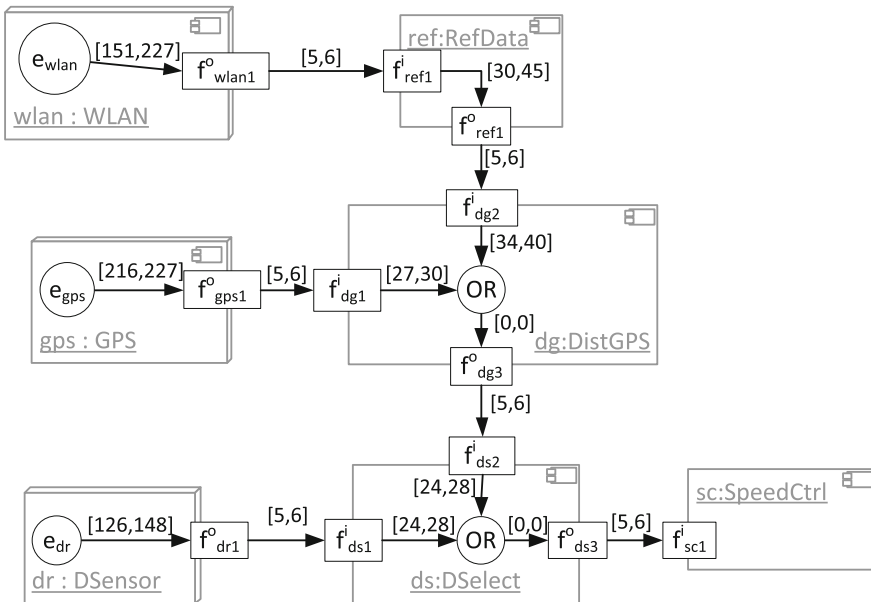 e_wlan
[151,227]
f^o_wlan1
[5,6]
f^i_ref1
ref:RefData
[30,45]
wlan : WLAN
f^o_ref1
[5,6]
f^i_dg2
[34,40]
e_gps
[216,227]
f^o_gps1
[5,6]
f^i_dg1
[27,30]
OR
[0,0]
gps : GPS
dg:DistGPS
f^o_dg3
[5,6]
f^i_ds2
[24,28]
sc:SpeedCtrl
e_dr
[126,148]
f^o_dr1
[5,6]
f^i_ds1
[24,28]
OR
[0,0]
f^o_ds3
[5,6]
f^i_sc1
dr : DSensor
ds:DSelect